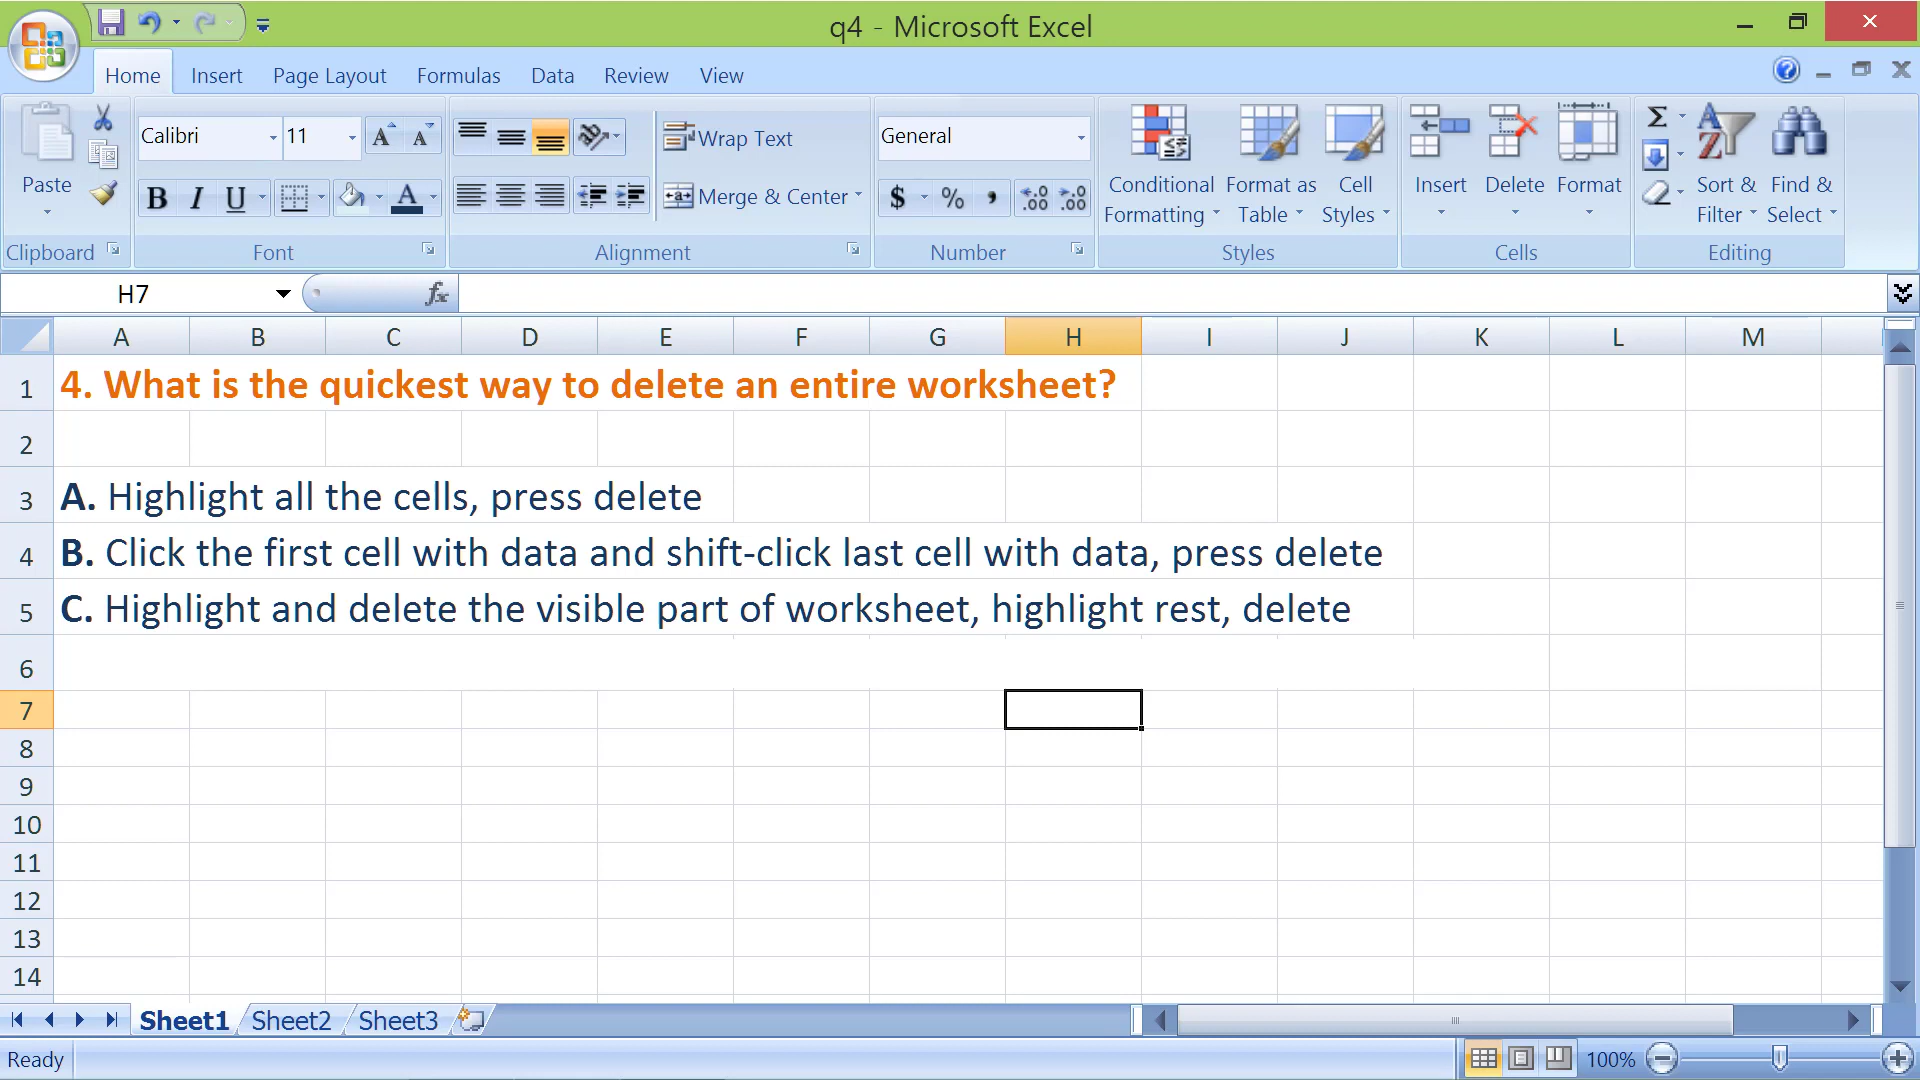 q4 - Microsoft Excel
Home Insert Page Layout Formulas Data Review View
Paste
Clipboard
Calibri 11
B I U A
Font
Wrap Text
Merge & Center
Alignment
General
$ % ,
Number
Conditional Formatting
Format as Table
Cell Styles
Styles
Insert Delete Format
Cells
Σ
Sort & Filter
Find & Select
Editing
H7 fx
A B C D E F G H I J K L M
1 4. What is the quickest way to delete an entire worksheet?
2
3 A. Highlight all the cells, press delete
4 B. Click the first cell with data and shift-click last cell with data, press delete
5 C. Highlight and delete the visible part of worksheet, highlight rest, delete
6
7
8
9
10
11
12
13
14
Sheet1 Sheet2 Sheet3
Ready 100%